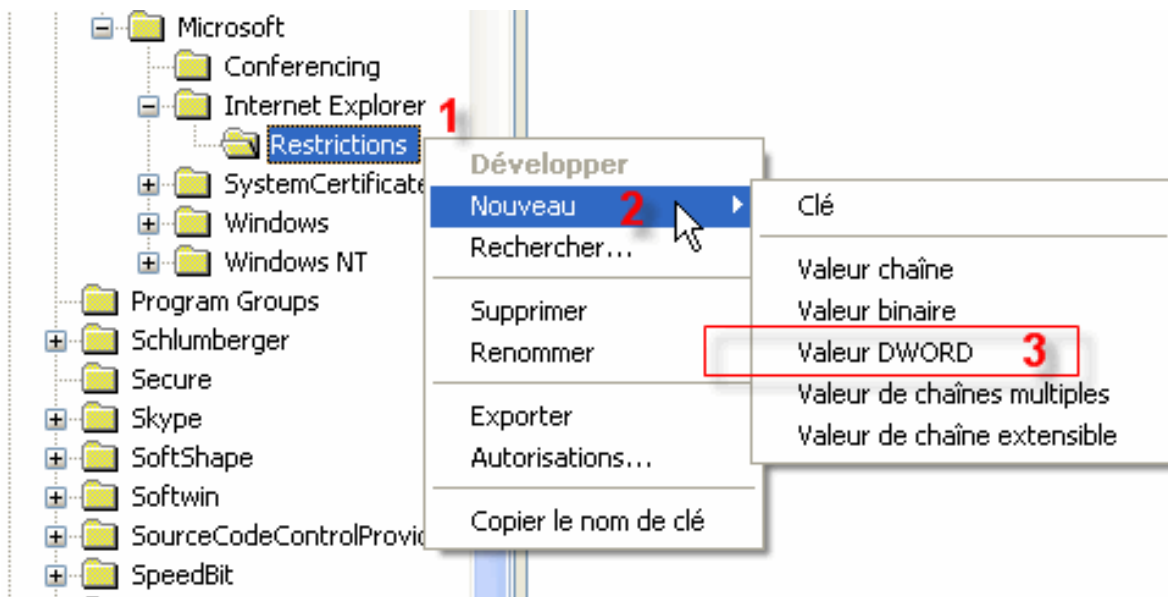 Microsoft
Conferencing
Internet Explorer
1
Restrictions
SystemCertificate
Windows
Windows NT
Program Groups
Schlumberger
Secure
Skype
SoftShape
Softwin
SourceCodeControlProvi
SpeedBit
Développer
Nouveau 2
Rechercher...
Supprimer
Renommer
Exporter
Autorisations...
Copier le nom de clé
Clé
Valeur chaîne
Valeur binaire
Valeur DWORD 3
Valeur de chaînes multiples
Valeur de chaîne extensible